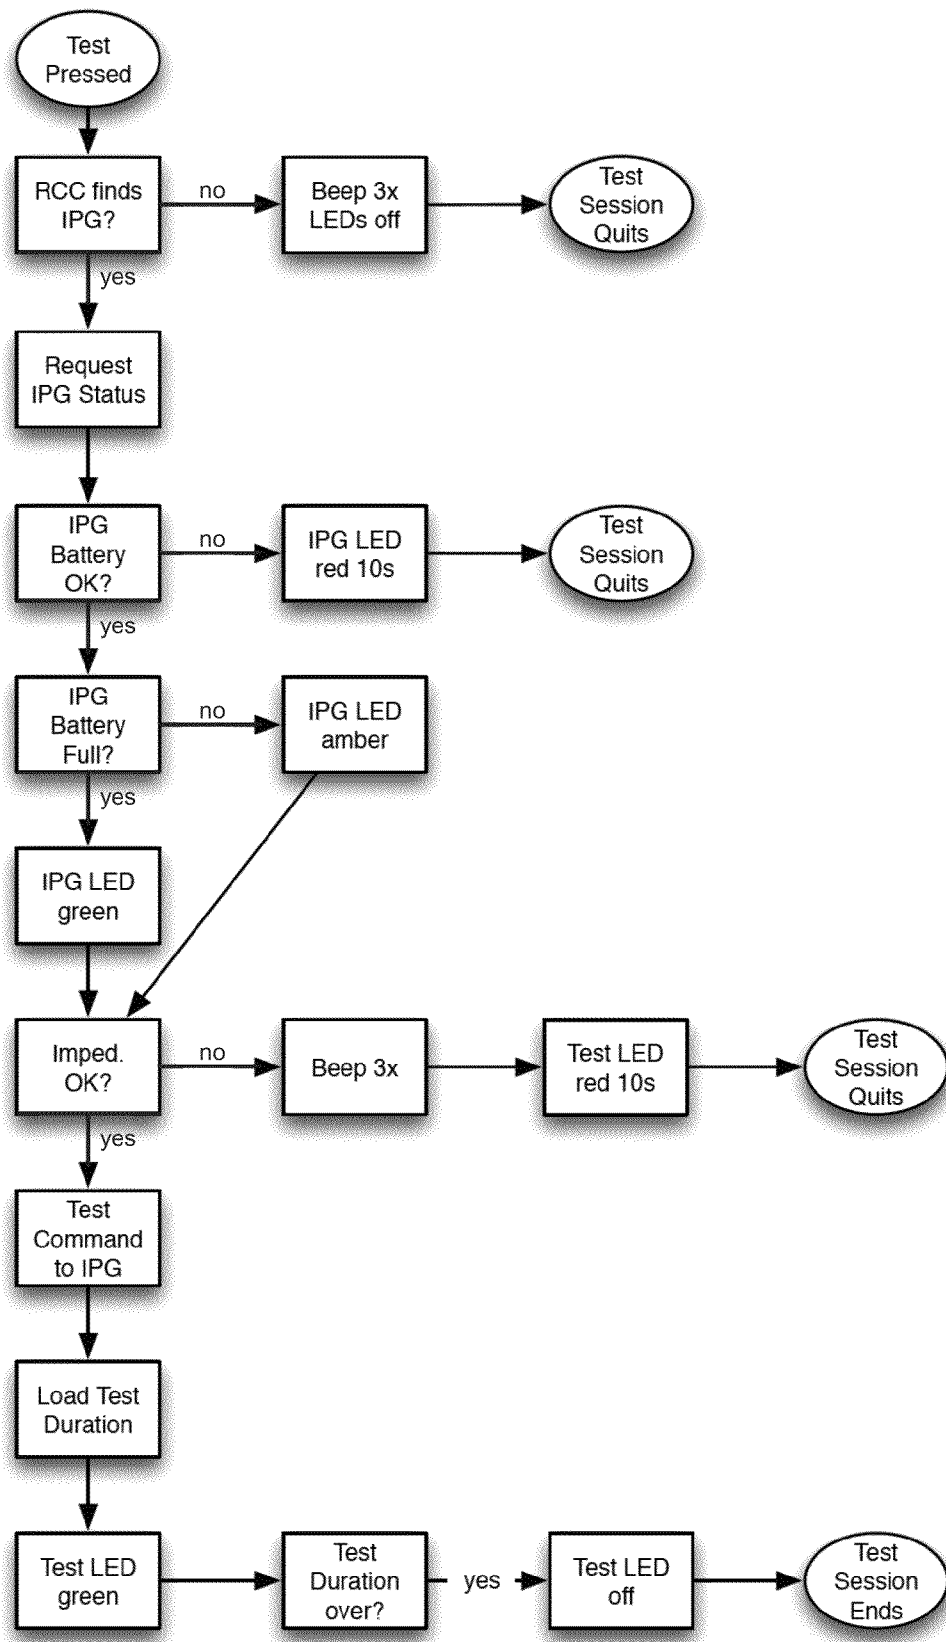 Test
Pressed
RCC finds
IPG?
no
Beep 3x
LEDs off
Test
Session
Quits
yes
Request
IPG Status
IPG
Battery
OK?
no
IPG LED
red 10s
Test
Session
Quits
yes
IPG
Battery
Full?
no
IPG LED
amber
yes
IPG LED
green
Imped.
OK?
no
Beep 3x
Test LED
red 10s
Test
Session
Quits
yes
Test
Command
to IPG
Load Test
Duration
Test LED
green
Test
Duration
over?
yes
Test LED
off
Test
Session
Ends